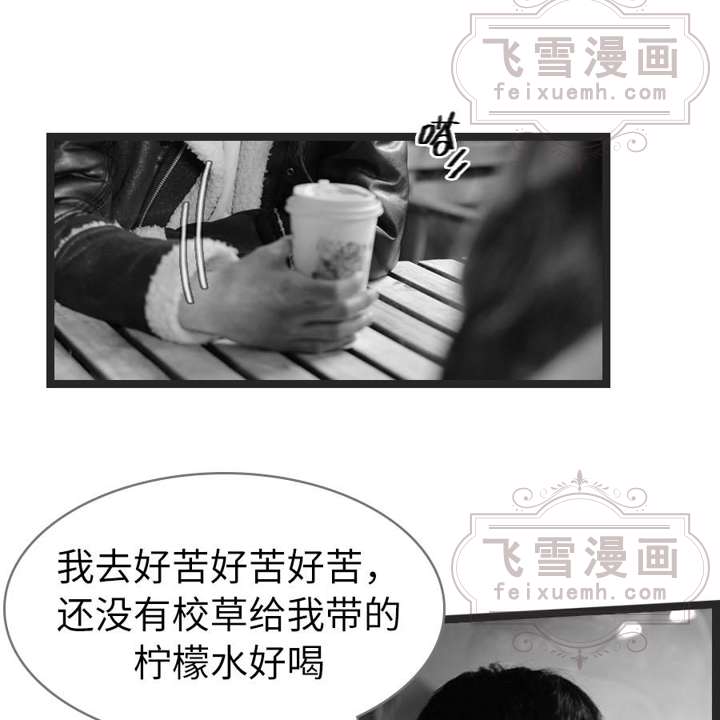 飞雪漫画
feixuemh.com
嗒
飞雪漫画
feixuemh.com
我去好苦好苦好苦，
还没有校草给我带的
柠檬水好喝